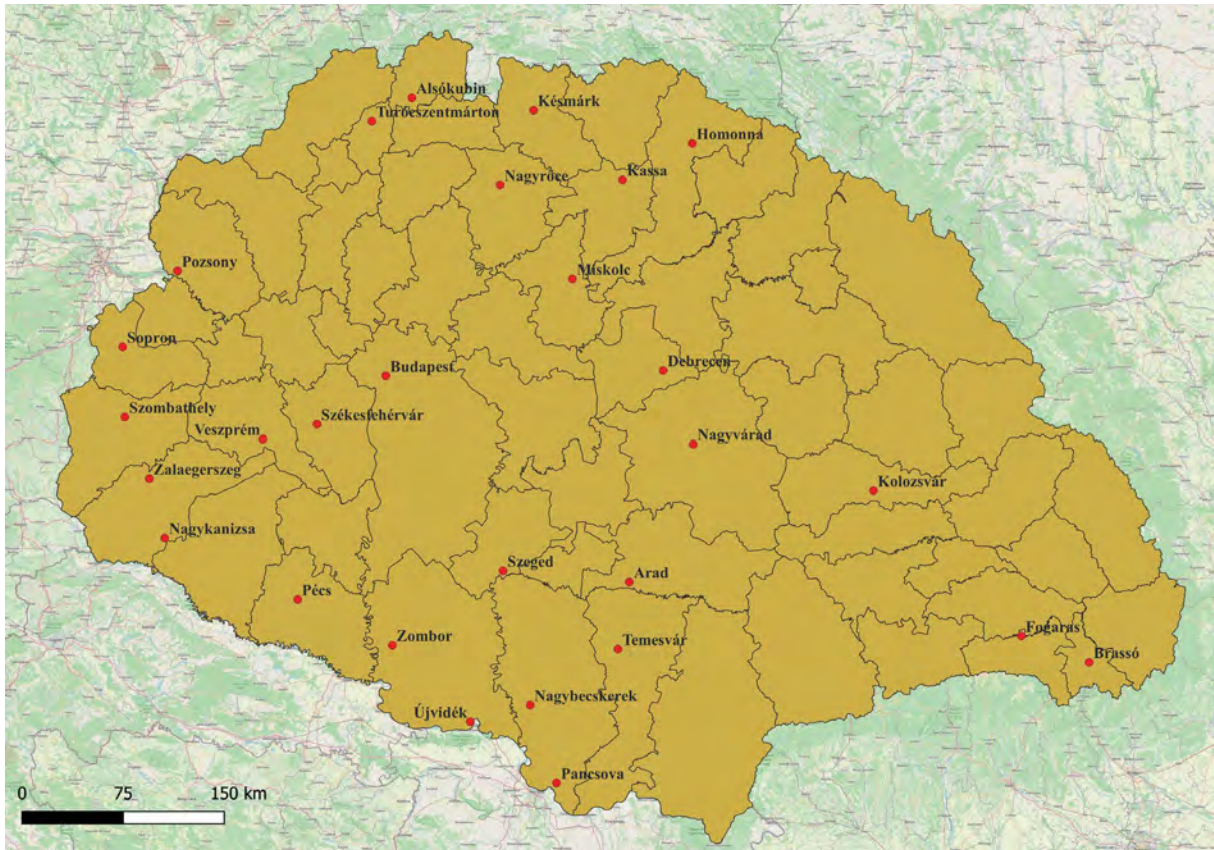 Alsókubin
Turócszentmárton
Késmárk
Homonna
Nagyrőce
Kassa
Pozsony
Miskolc
Sopron
Budapest
Debrecen
Szombathely
Székesfehérvár
Veszprém
Nagyvárad
Zalaegerszeg
Kolozsvár
Nagykanizsa
Szeged
Arad
Pécs
Zombor
Temesvár
Fogaras
Brassó
Nagybecskerek
Újvidék
Pancsova
0 75 150 km